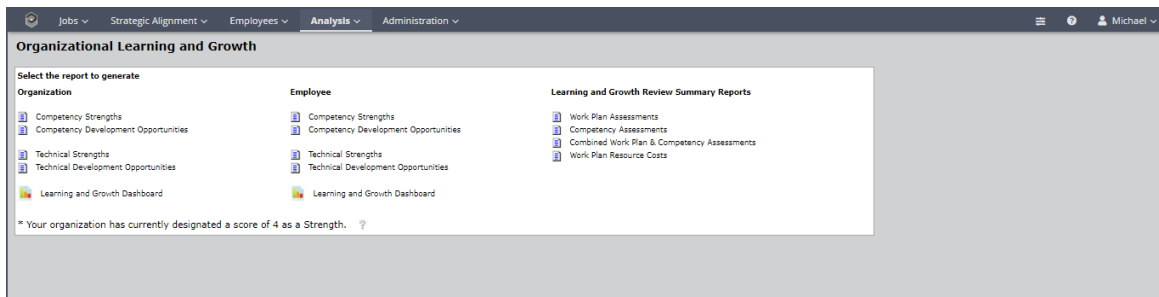 Jobs Strategic Alignment Employees Analysis Administration ? Michael
Organizational Learning and Growth
Select the report to generate
Organization
Competency Strengths
Competency Development Opportunities
Technical Strengths
Technical Development Opportunities
Learning and Growth Dashboard
Employee
Competency Strengths
Competency Development Opportunities
Technical Strengths
Technical Development Opportunities
Learning and Growth Dashboard
Learning and Growth Review Summary Reports
Work Plan Assessments
Competency Assessments
Combined Work Plan & Competency Assessments
Work Plan Resource Costs
* Your organization has currently designated a score of 4 as a Strength. ?